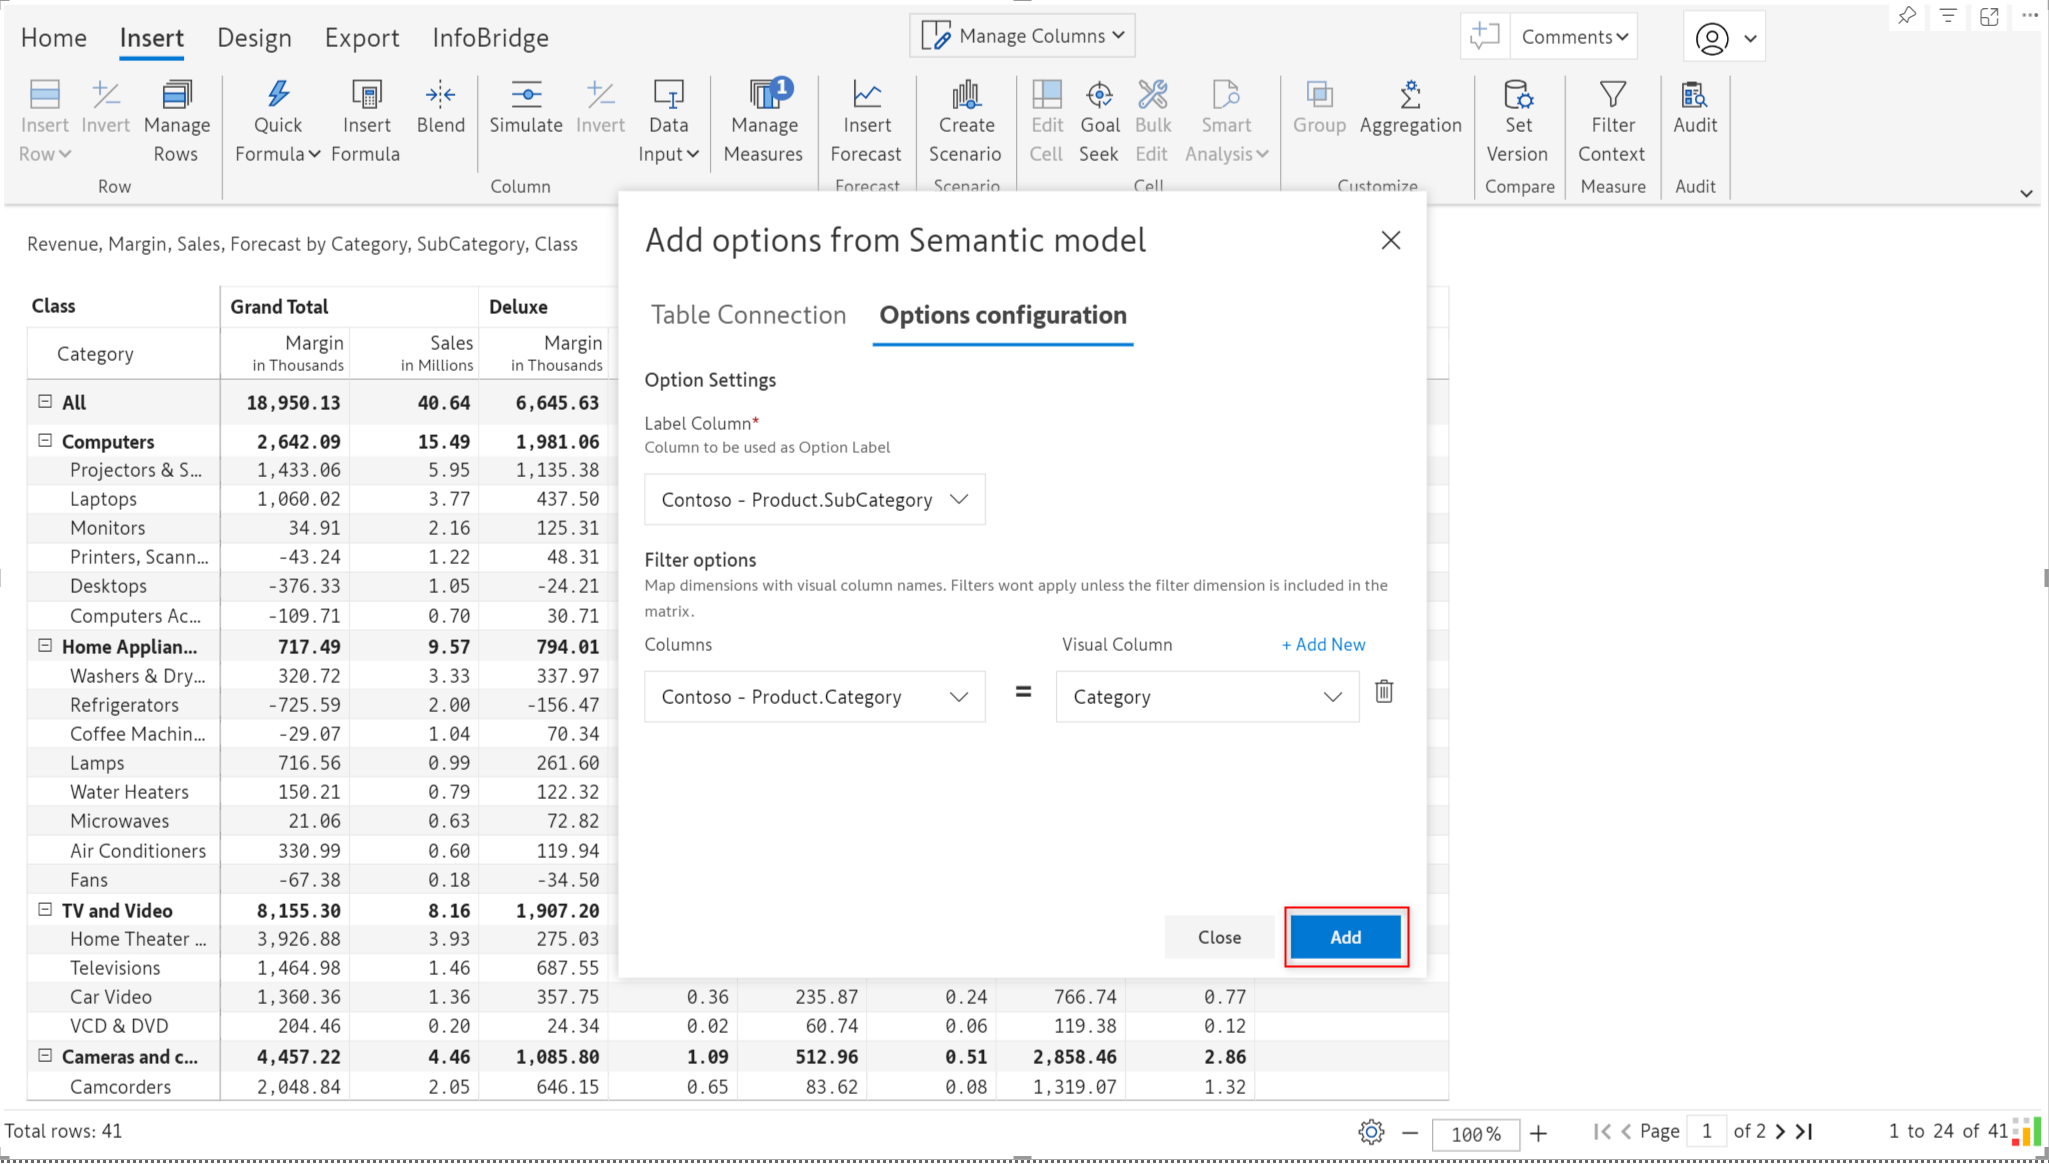 Home Insert Design Export InfoBridge Manage Columns Comments
Insert Row Invert Manage Rows Quick Formula Insert Formula Blend Simulate Invert Data Input 1 Manage Measures Insert Forecast Create Scenario Edit Cell Goal Seek Bulk Edit Smart Analysis Group Aggregation Set Version Filter Context Audit
Row Column Forecast Scenario Cell Customize Compare Measure Audit
Revenue, Margin, Sales, Forecast by Category, SubCategory, Class
Class Grand Total Deluxe
Category Margin in Thousands Sales in Millions Margin in Thousands
All 18,950.13 40.64 6,645.63
Computers 2,642.09 15.49 1,981.06
Projectors & S... 1,433.06 5.95 1,135.38
Laptops 1,060.02 3.77 437.50
Monitors 34.91 2.16 125.31
Printers, Scann... -43.24 1.22 48.31
Desktops -376.33 1.05 -24.21
Computers Ac... -109.71 0.70 30.71
Home Applian... 717.49 9.57 794.01
Washers & Dry... 320.72 3.33 337.97
Refrigerators -725.59 2.00 -156.47
Coffee Machin... -29.07 1.04 70.34
Lamps 716.56 0.99 261.60
Water Heaters 150.21 0.79 122.32
Microwaves 21.06 0.63 72.82
Air Conditioners 330.99 0.60 119.94
Fans -67.38 0.18 -34.50
TV and Video 8,155.30 8.16 1,907.20
Home Theater ... 3,926.88 3.93 275.03
Televisions 1,464.98 1.46 687.55
Car Video 1,360.36 1.36 357.75 0.36 235.87 0.24 766.74 0.77
VCD & DVD 204.46 0.20 24.34 0.02 60.74 0.06 119.38 0.12
Cameras and c... 4,457.22 4.46 1,085.80 1.09 512.96 0.51 2,858.46 2.86
Camcorders 2,048.84 2.05 646.15 0.65 83.62 0.08 1,319.07 1.32
Add options from Semantic model
Table Connection Options configuration
Option Settings
Label Column*
Column to be used as Option Label
Contoso - Product.SubCategory
Filter options
Map dimensions with visual column names. Filters wont apply unless the filter dimension is included in the
matrix.
Columns Visual Column + Add New
Contoso - Product.Category = Category
Close Add
Total rows: 41 100% Page 1 of 2 1 to 24 of 41